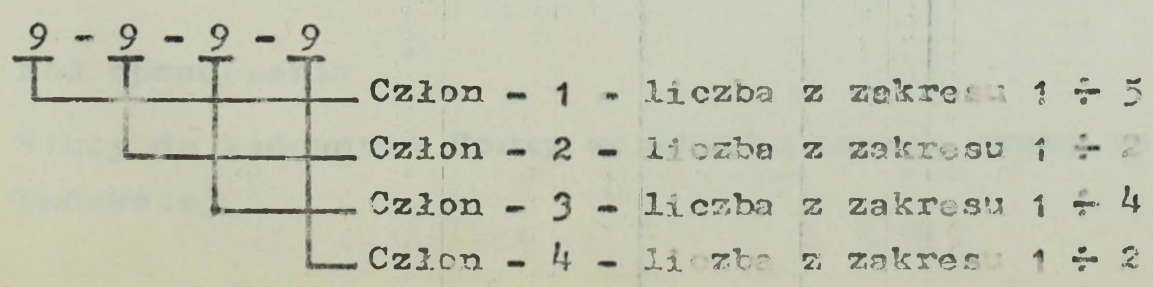 9 - 9 - 9 - 9
Człon - 1 - liczba z zakresu 1 ÷ 5
Człon - 2 - liczba z zakresu 1 ÷ 2
Człon - 3 - liczba z zakresu 1 ÷ 4
Człon - 4 - liczba z zakresu 1 ÷ 2